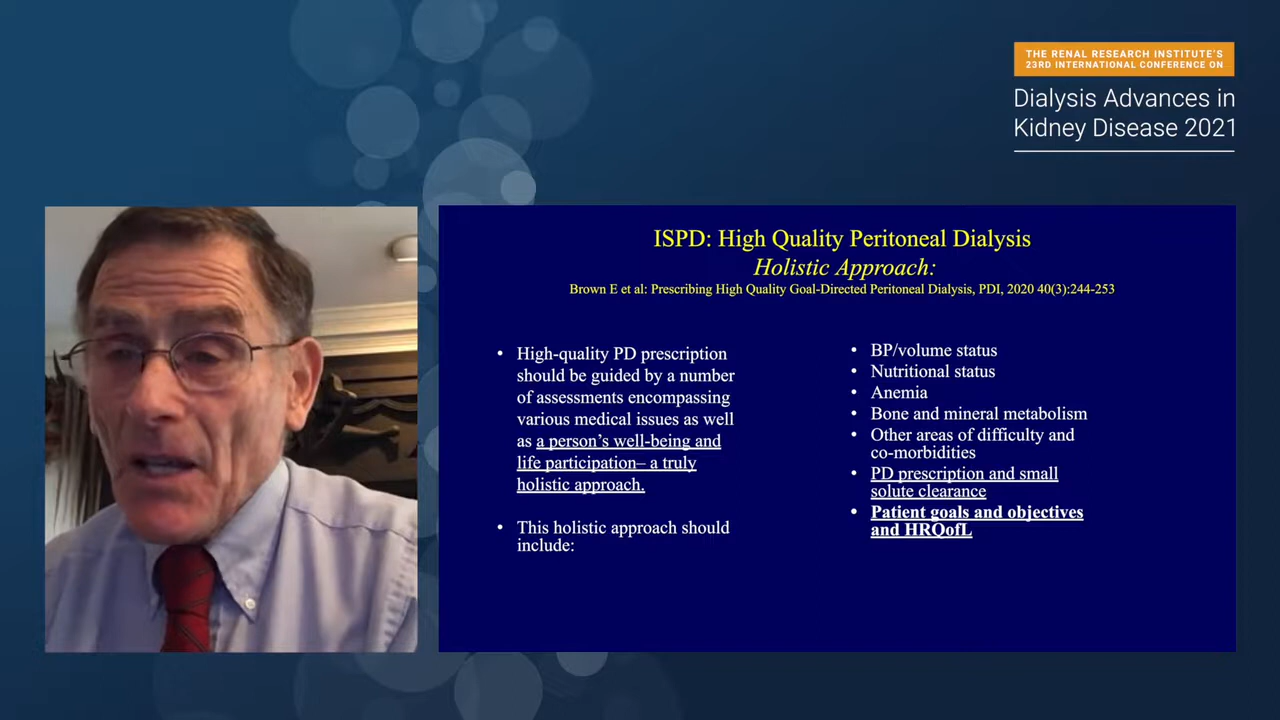 THE RENAL RESEARCH INSTITUTE'S
23RD INTERNATIONAL CONFERENCE ON
Dialysis Advances in
Kidney Disease 2021
ISPD: High Quality Peritoneal Dialysis
Holistic Approach:
Brown E et al: Prescribing High Quality Goal-Directed Peritoneal Dialysis, PDI, 2020 40(3):244-253
• High-quality PD prescription
should be guided by a number
of assessments encompassing
various medical issues as well
as a person's well-being and
life participation– a truly
holistic approach.
• This holistic approach should
include:
• BP/volume status
• Nutritional status
• Anemia
• Bone and mineral metabolism
• Other areas of difficulty and
co-morbidities
• PD prescription and small
solute clearance
• Patient goals and objectives
and HRQofL